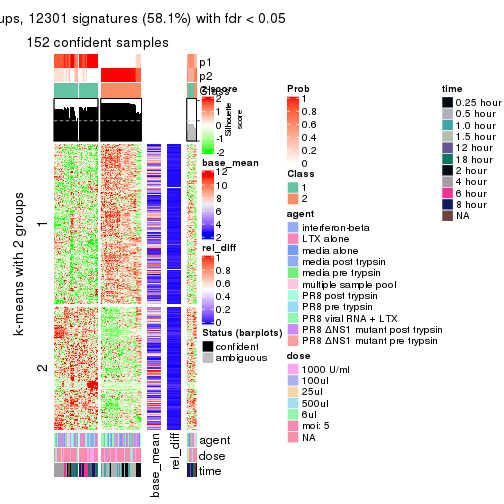 ups, 12301 signatures (58.1%) with fdr < 0.05
152 confident samples
p1
p2
Class
z-score
2
1
0
-1
-2
Silhouette
score
k-means with 2 groups
1
2
base_mean
12
10
8
6
4
2
rel_diff
1
0.8
0.6
0.4
0.2
0
Status (barplots)
confident
ambiguous
agent
dose
time
base_mean
rel_diff
Prob
1
0.8
0.6
0.4
0.2
0
Class
1
2
agent
interferon-beta
LTX alone
media alone
media post trypsin
media pre trypsin
multiple sample pool
PR8 post trypsin
PR8 pre trypsin
PR8 viral RNA + LTX
PR8 ΔNS1 mutant post trypsin
PR8 ΔNS1 mutant pre trypsin
dose
1000 U/ml
100ul
25ul
500ul
6ul
moi: 5
NA
time
0.25 hour
0.5 hour
1.0 hour
1.5 hour
12 hour
18 hour
2 hour
4 hour
6 hour
8 hour
NA